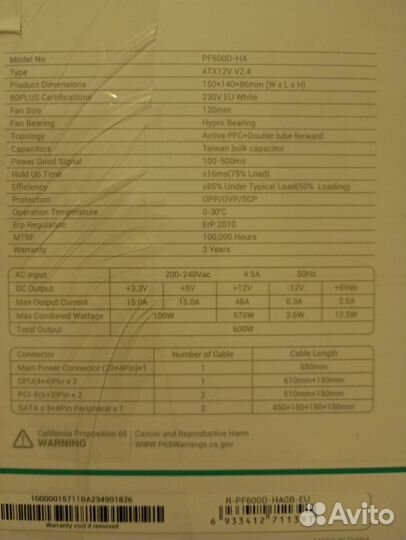 Model No. PF600D-HA
Type ATX12V V2.4
Product Dimensions 150×140×86mm (W x L x H)
80PLUS Certifications 230V EU White
Fan Size 120mm
Fan Bearing Hypro Bearing
Topology Active PFC+Double tube forward
Capacitors Taiwan bulk capacitor
Power Good Signal 100-500ms
Hold Up Time ≥16ms(75% Load)
Efficiency ≥85% Under Typical Load(50% Loading)
Protection OPP/OVP/SCP
Operation Temperature 0-30℃
Erp Regulation ErP 2010
MTBF 100,000 Hours
Warranty 3 Years
AC Input 200-240Vac 4.5A 50Hz
DC Output +3.3V +5V +12V -12V +5Vsb
Max Output Current 15.0A 15.0A 48A 0.3A 2.5A
Max Combined Wattage 100W 576W 3.6W 12.5W
Total Output 600W
Connector Number of Cable Cable Length
Main Power Connector (20+4Pin)×1 1 550mm
CPU(4+4)Pin x 2 1 610mm+150mm
PCI-E(6+2)Pin x 2 2 510mm+150mm
SATA x 3+4Pin Peripheral x 1 2 450+150+150+150mm
California Proposition 65
WARNING
Cancer and Reproductive Harm
www.P65Warnings.ca.gov
10000015711BA234901826
Warranty void if removed
R-PF600D-HA0B-EU
6 933412 7113
Avito